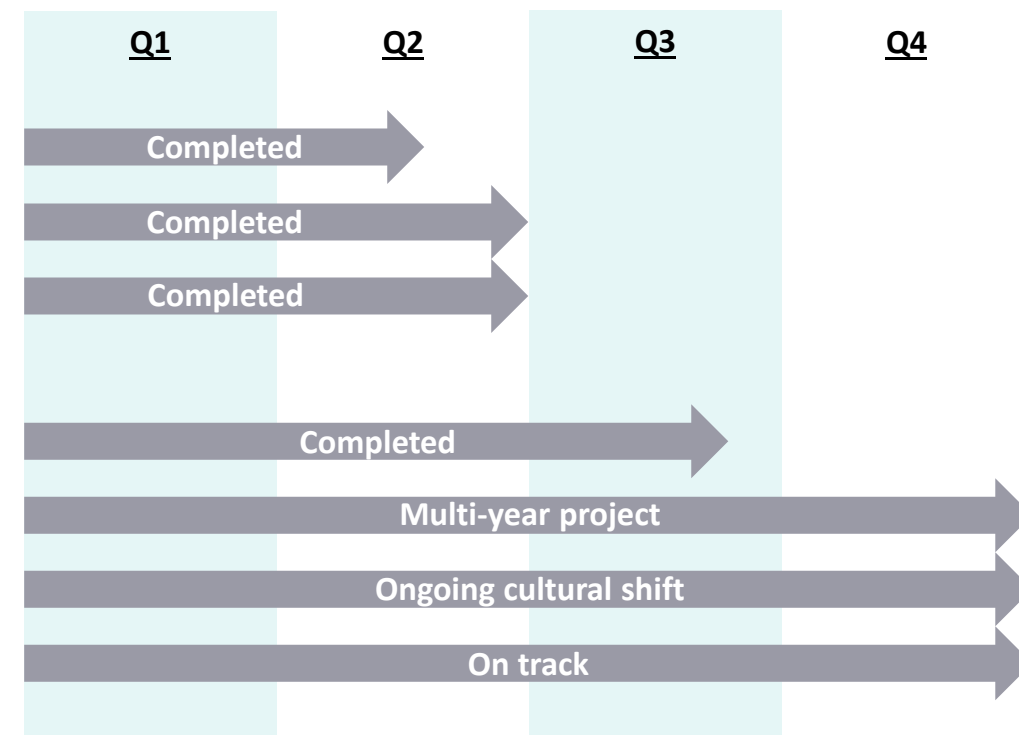 Q1 Q2 Q3 Q4
Completed
Completed
Completed
Completed
Multi-year project
Ongoing cultural shift
On track